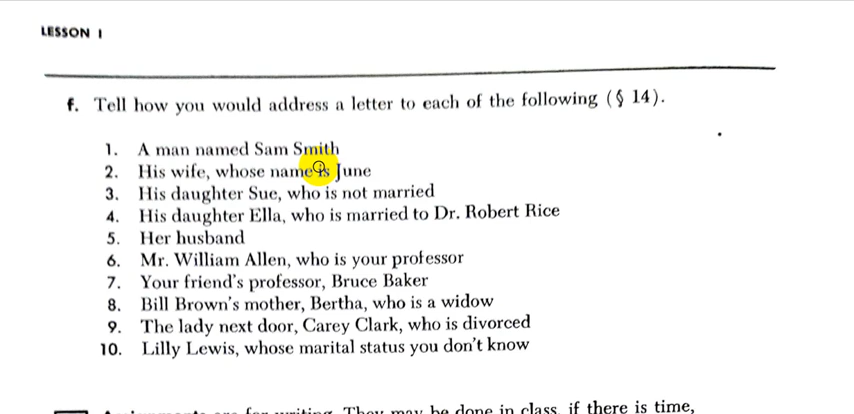 LESSON I
f. Tell how you would address a letter to each of the following (§ 14).
1. A man named Sam Smith
2. His wife, whose name is June
3. His daughter Sue, who is not married
4. His daughter Ella, who is married to Dr. Robert Rice
5. Her husband
6. Mr. William Allen, who is your professor
7. Your friend's professor, Bruce Baker
8. Bill Brown's mother, Bertha, who is a widow
9. The lady next door, Carey Clark, who is divorced
10. Lilly Lewis, whose marital status you don't know
Assignments are for writing. They may be done in class, if there is time,